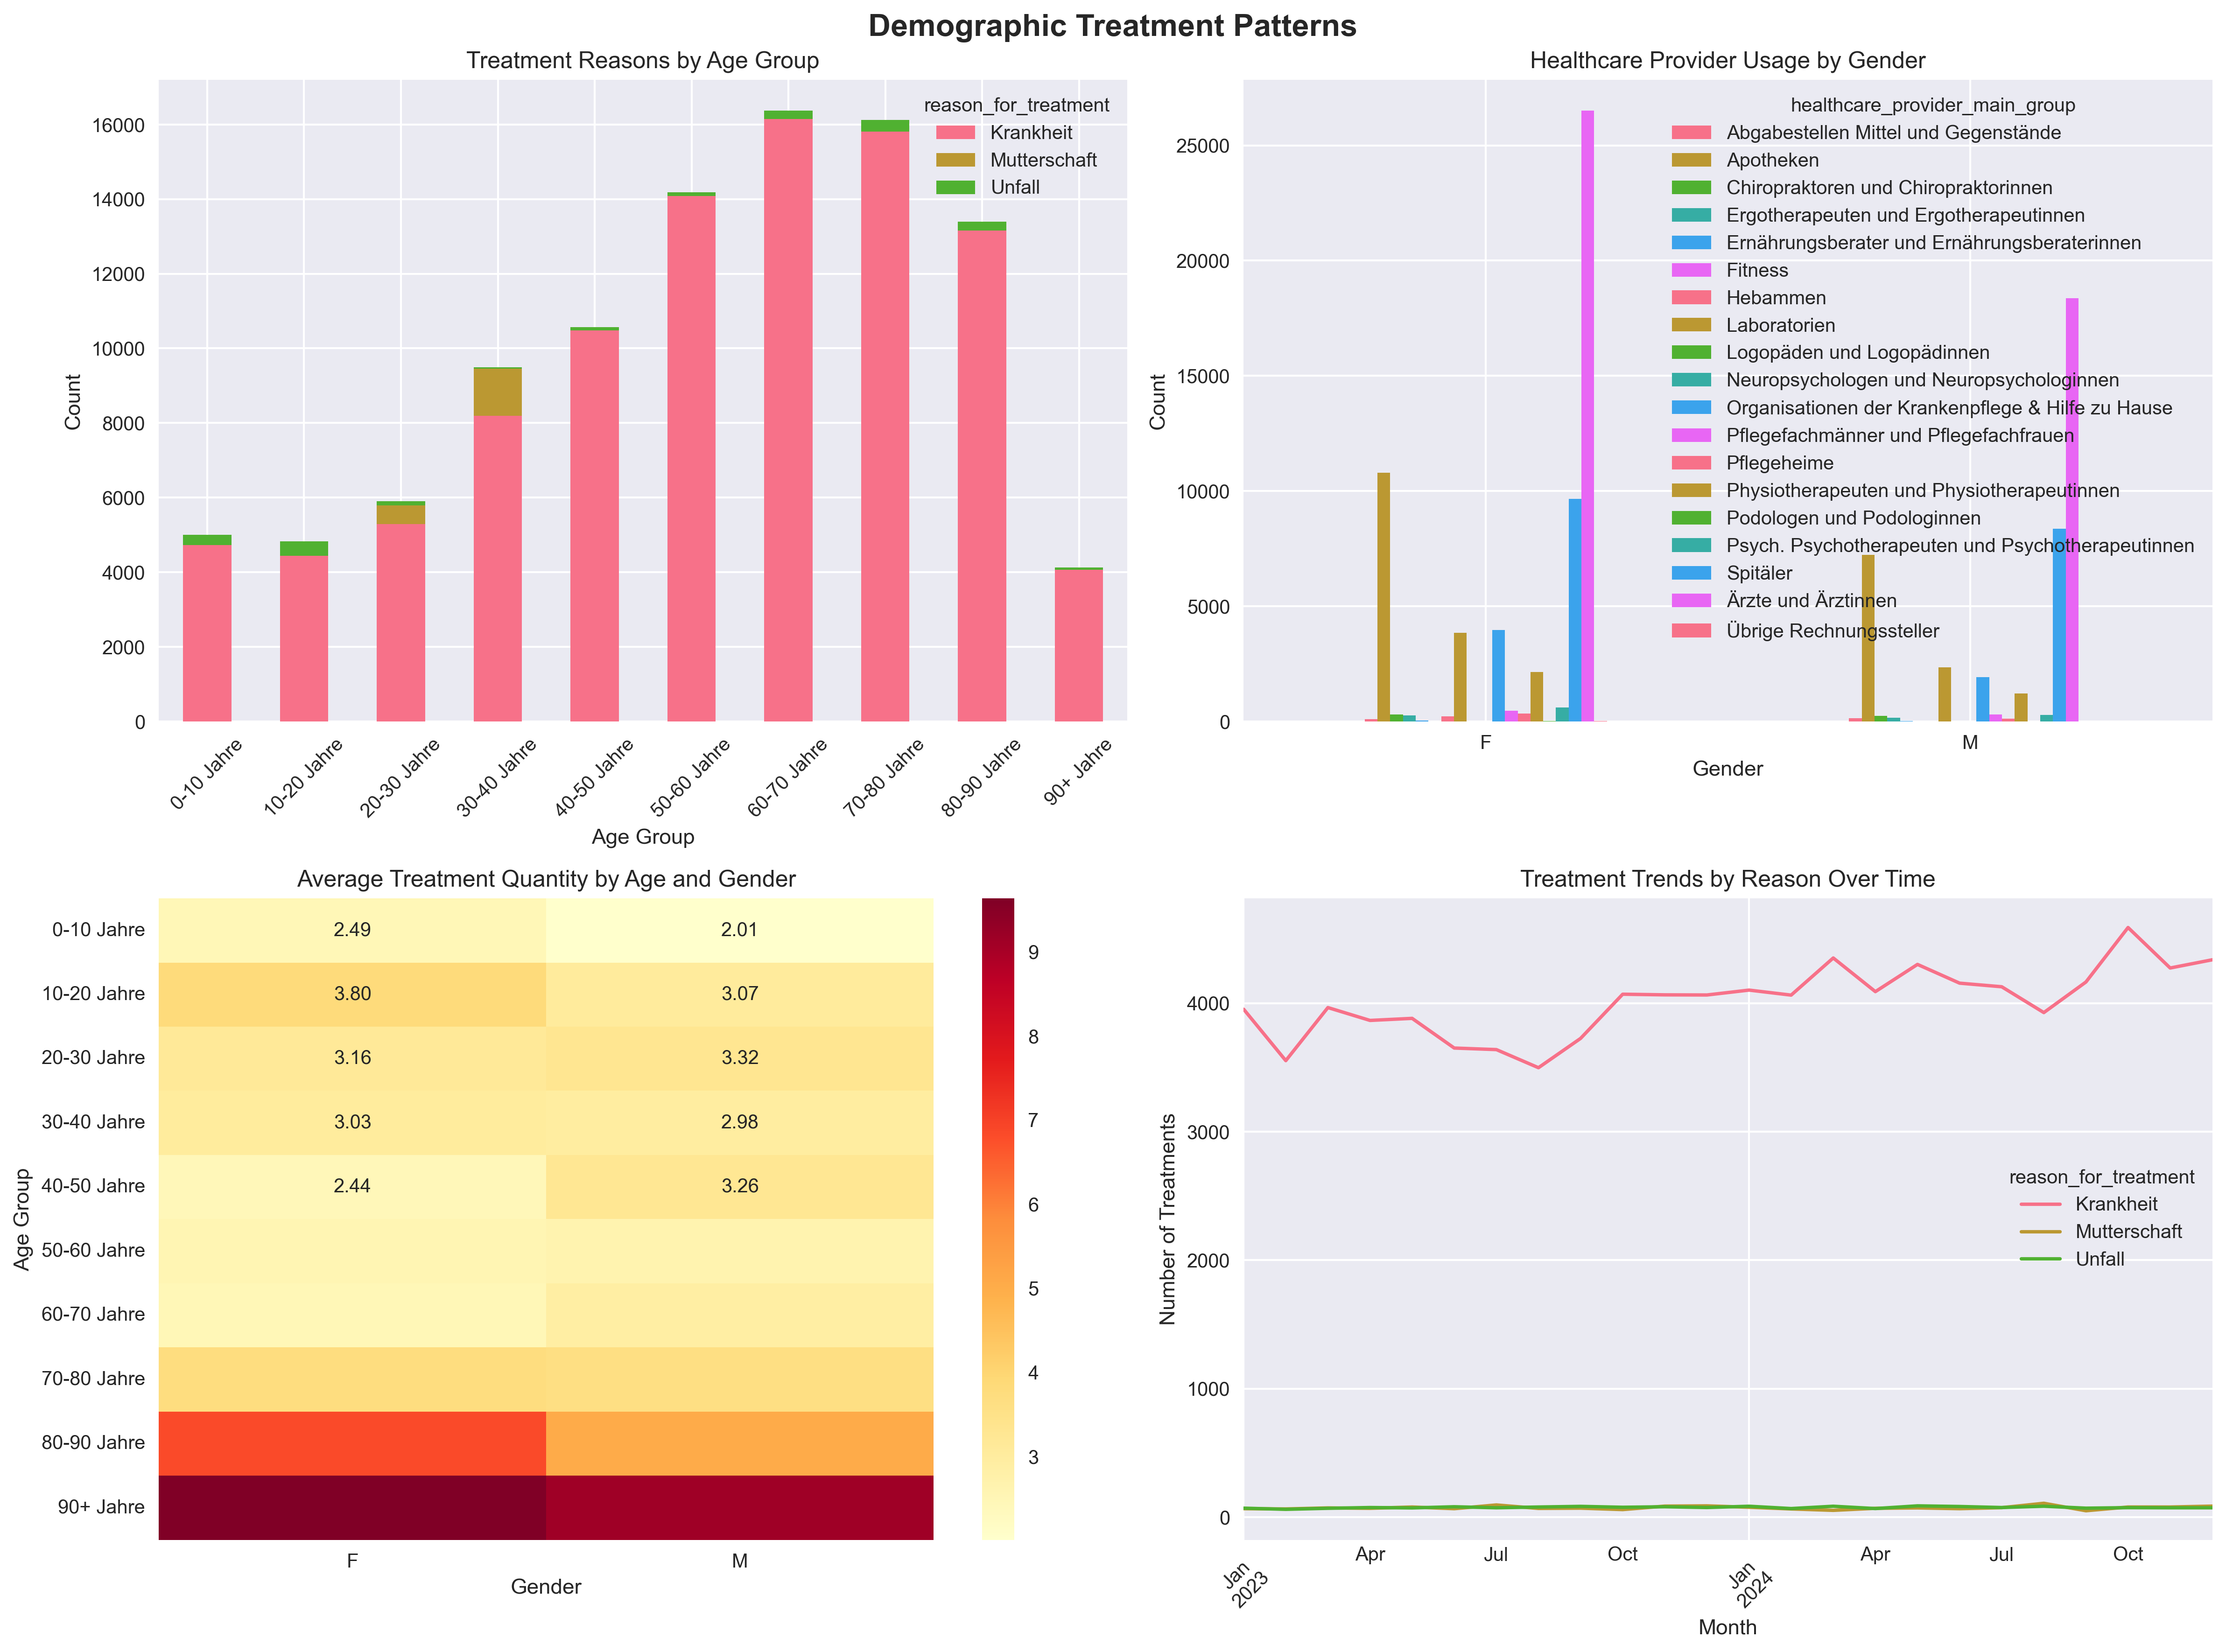 Demographic Treatment Patterns
Treatment Reasons by Age Group
reason_for_treatment
Krankheit
Mutterschaft
Unfall
16000
14000
12000
10000
8000
6000
4000
2000
0
Count
0-10 Jahre
10-20 Jahre
20-30 Jahre
30-40 Jahre
40-50 Jahre
50-60 Jahre
60-70 Jahre
70-80 Jahre
80-90 Jahre
90+ Jahre
Age Group
Healthcare Provider Usage by Gender
healthcare_provider_main_group
Abgabestellen Mittel und Gegenstände
Apotheken
Chiropraktoren und Chiropraktorinnen
Ergotherapeuten und Ergotherapeutinnen
Ernährungsberater und Ernährungsberaterinnen
Fitness
Hebammen
Laboratorien
Logopäden und Logopädinnen
Neuropsychologen und Neuropsychologinnen
Organisationen der Krankenpflege & Hilfe zu Hause
Pflegefachmänner und Pflegefachfrauen
Pflegeheime
Physiotherapeuten und Physiotherapeutinnen
Podologen und Podologinnen
Psych. Psychotherapeuten und Psychotherapeutinnen
Spitäler
Ärzte und Ärztinnen
Übrige Rechnungssteller
25000
20000
15000
10000
5000
0
Count
F
M
Gender
Average Treatment Quantity by Age and Gender
0-10 Jahre 2.49 2.01
10-20 Jahre 3.80 3.07
20-30 Jahre 3.16 3.32
30-40 Jahre 3.03 2.98
40-50 Jahre 2.44 3.26
50-60 Jahre
60-70 Jahre
70-80 Jahre
80-90 Jahre
90+ Jahre
Age Group
F
M
Gender
9
8
7
6
5
4
3
Treatment Trends by Reason Over Time
4000
3000
2000
1000
0
Number of Treatments
reason_for_treatment
Krankheit
Mutterschaft
Unfall
Jan
2023
Apr
Jul
Oct
Jan
2024
Apr
Jul
Oct
Month